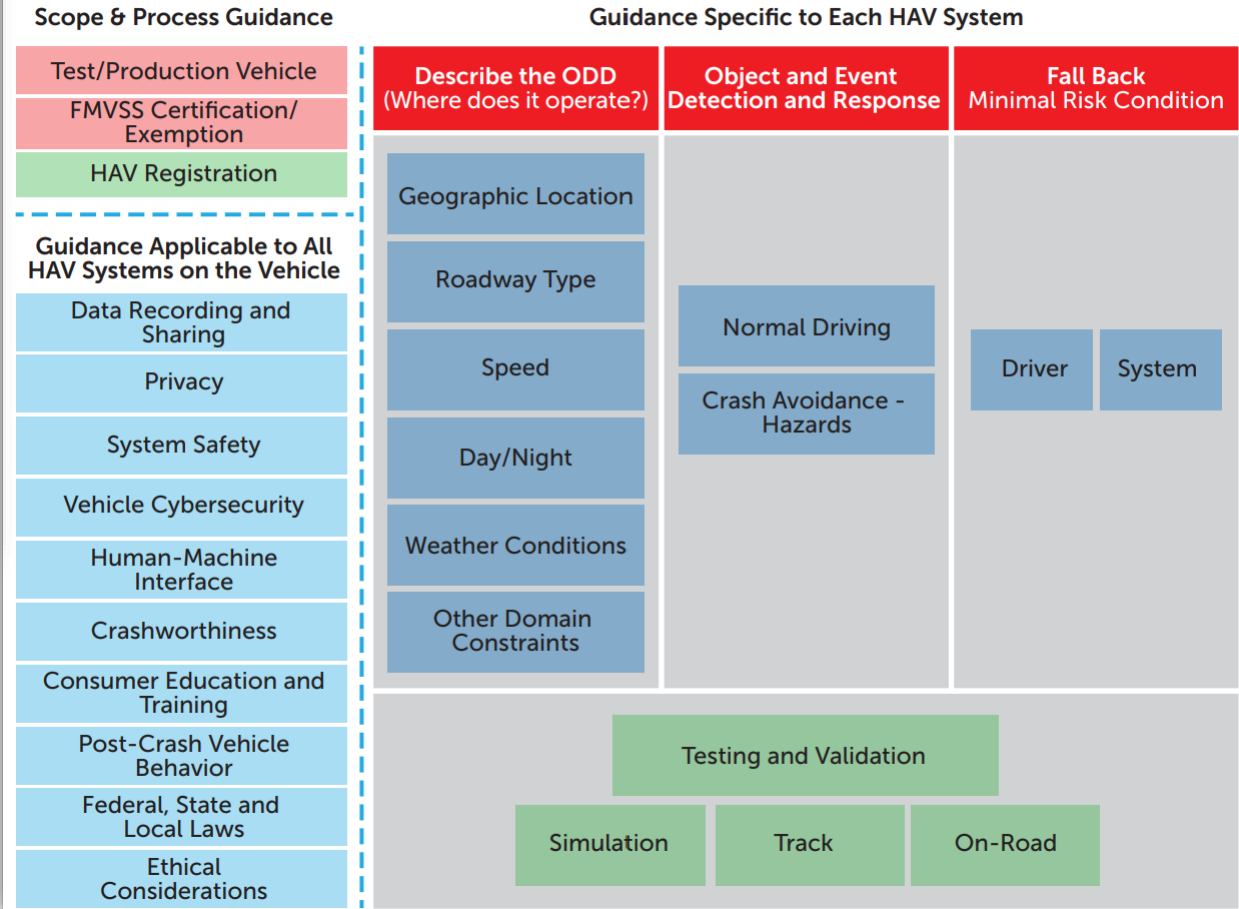 Scope & Process Guidance
Test/Production Vehicle
FMVSS Certification/
Exemption
HAV Registration
Guidance Applicable to All
HAV Systems on the Vehicle
Data Recording and
Sharing
Privacy
System Safety
Vehicle Cybersecurity
Human-Machine
Interface
Crashworthiness
Consumer Education and
Training
Post-Crash Vehicle
Behavior
Federal, State and
Local Laws
Ethical
Considerations
Guidance Specific to Each HAV System
Describe the ODD
(Where does it operate?)
Geographic Location
Roadway Type
Speed
Day/Night
Weather Conditions
Other Domain
Constraints
Object and Event
Detection and Response
Normal Driving
Crash Avoidance -
Hazards
Fall Back
Minimal Risk Condition
Driver
System
Testing and Validation
Simulation
Track
On-Road